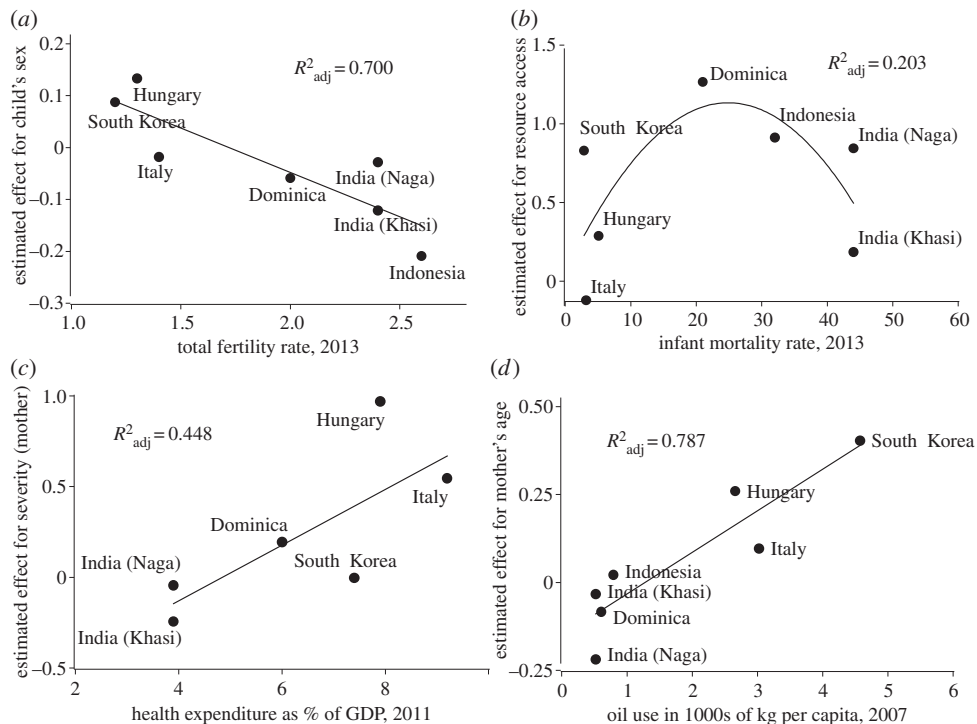 (a)
estimated effect for child's sex
0.2
0.1
0
–0.1
–0.2
–0.3
R²adj = 0.700
Hungary
South Korea
Italy
India (Naga)
Dominica
India (Khasi)
Indonesia
1.0 1.5 2.0 2.5
total fertility rate, 2013
(b)
estimated effect for resource access
1.5
1.0
0.5
0
R²adj = 0.203
Dominica
Indonesia
South Korea
India (Naga)
Hungary
India (Khasi)
Italy
0 10 20 30 40 50 60
infant mortality rate, 2013
(c)
estimated effect for severity (mother)
1.0
0.5
0
–0.5
R²adj = 0.448
Hungary
Italy
Dominica
India (Naga)
South Korea
India (Khasi)
2 4 6 8
health expenditure as % of GDP, 2011
(d)
estimated effect for mother's age
0.50
0.25
0
–0.25
R²adj = 0.787
South Korea
Hungary
Italy
Indonesia
India (Khasi)
Dominica
India (Naga)
0 1 2 3 4 5 6
oil use in 1000s of kg per capita, 2007